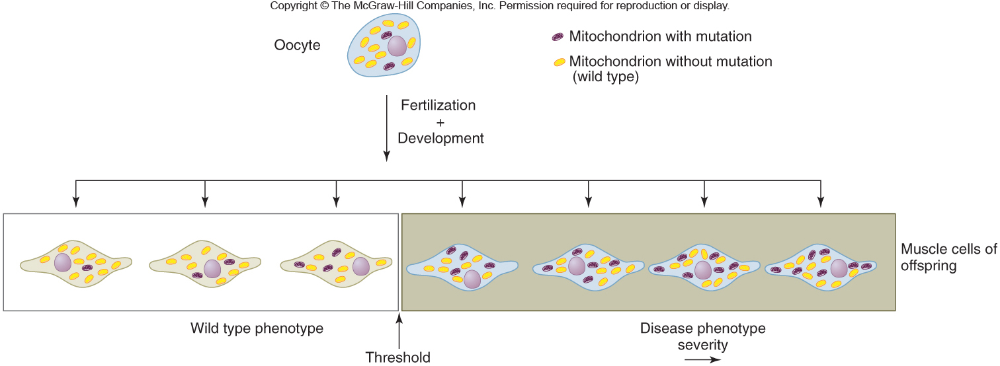 Copyright © The McGraw-Hill Companies, Inc. Permission required for reproduction or display.
Oocyte
Mitochondrion with mutation
Mitochondrion without mutation
(wild type)
Fertilization
+
Development
Muscle cells of
offspring
Wild type phenotype
Threshold
Disease phenotype
severity